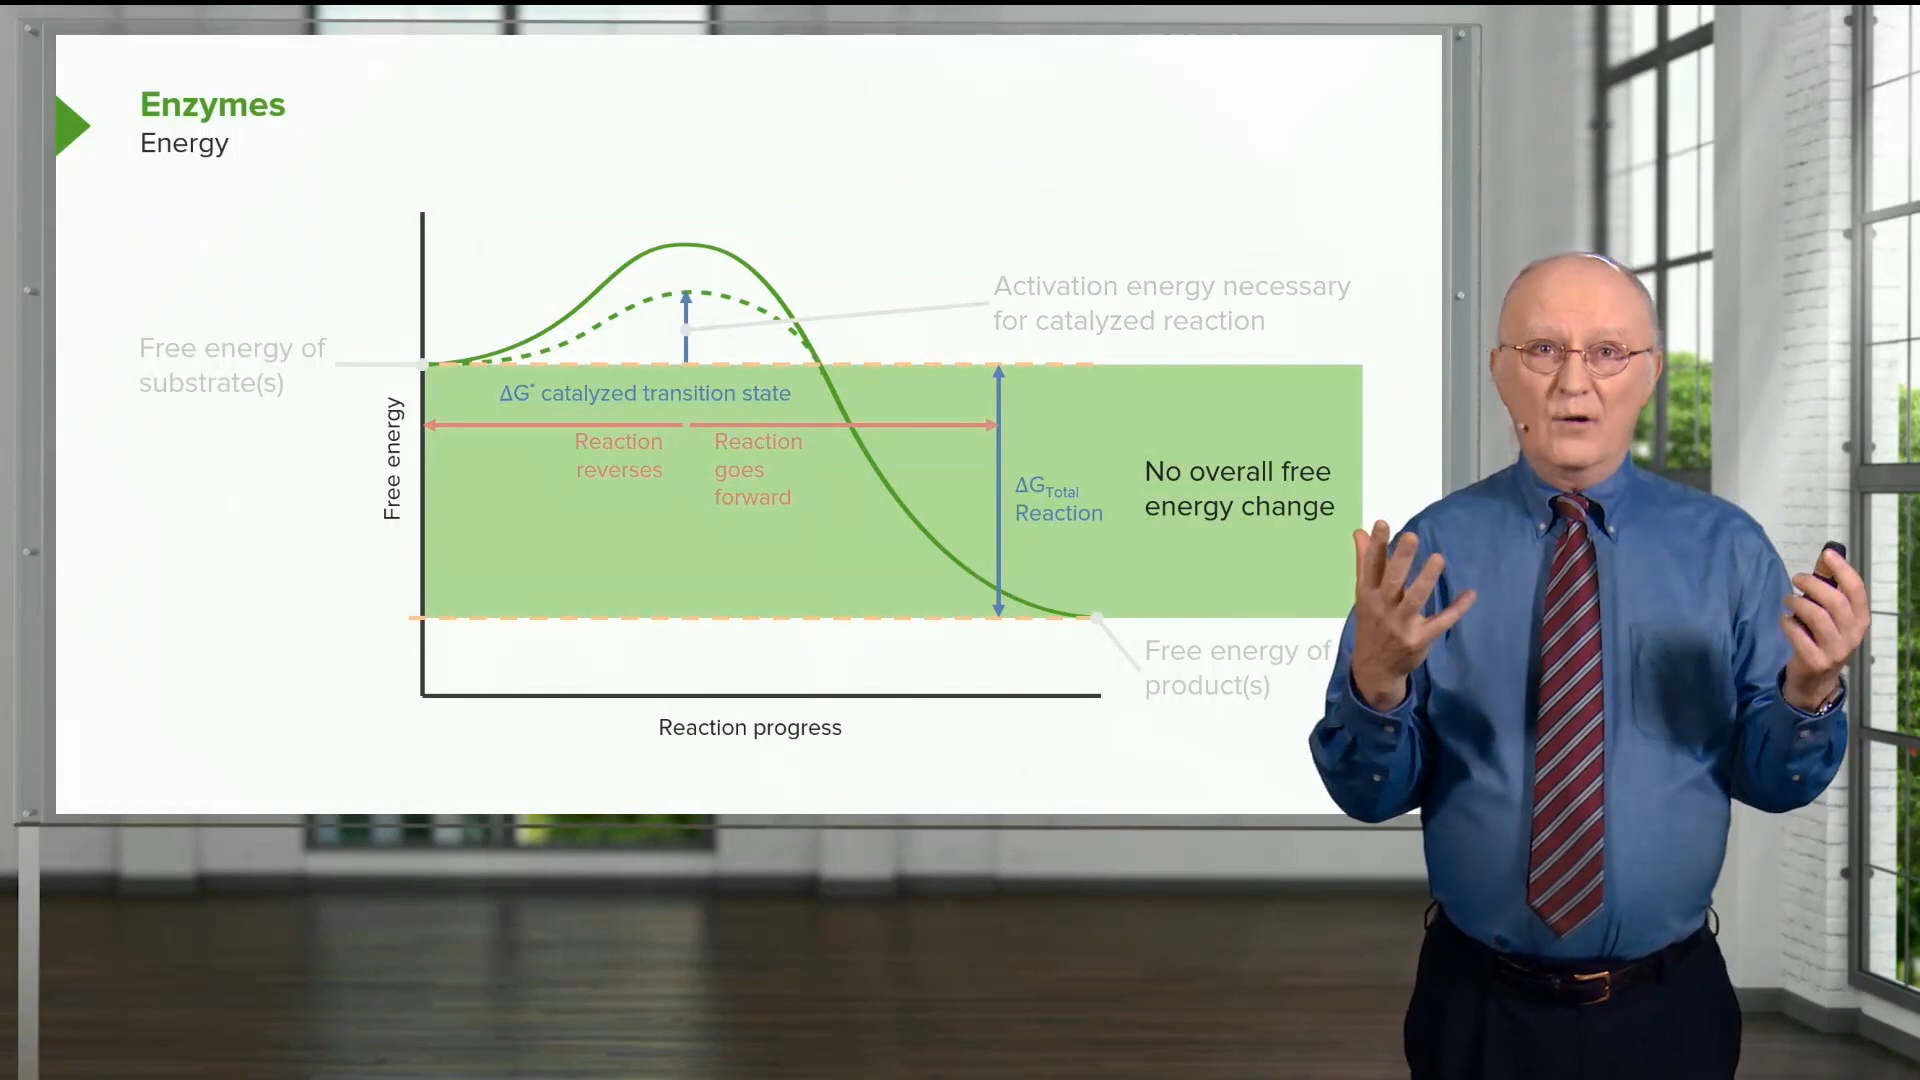 Enzymes
Energy
Activation energy necessary
for catalyzed reaction
Free energy of
substrate(s)
ΔG* catalyzed transition state
Free energy
Reaction
reverses
Reaction
goes
forward
ΔGTotal
Reaction
No overall free
energy change
Free energy of
product(s)
Reaction progress